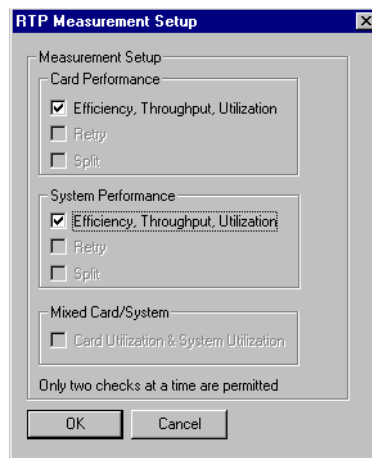 RTP Measurement Setup
Measurement Setup
Card Performance
Efficiency, Throughput, Utilization
Retry
Split
System Performance
Efficiency, Throughput, Utilization
Retry
Split
Mixed Card/System
Card Utilization & System Utilization
Only two checks at a time are permitted
OK Cancel